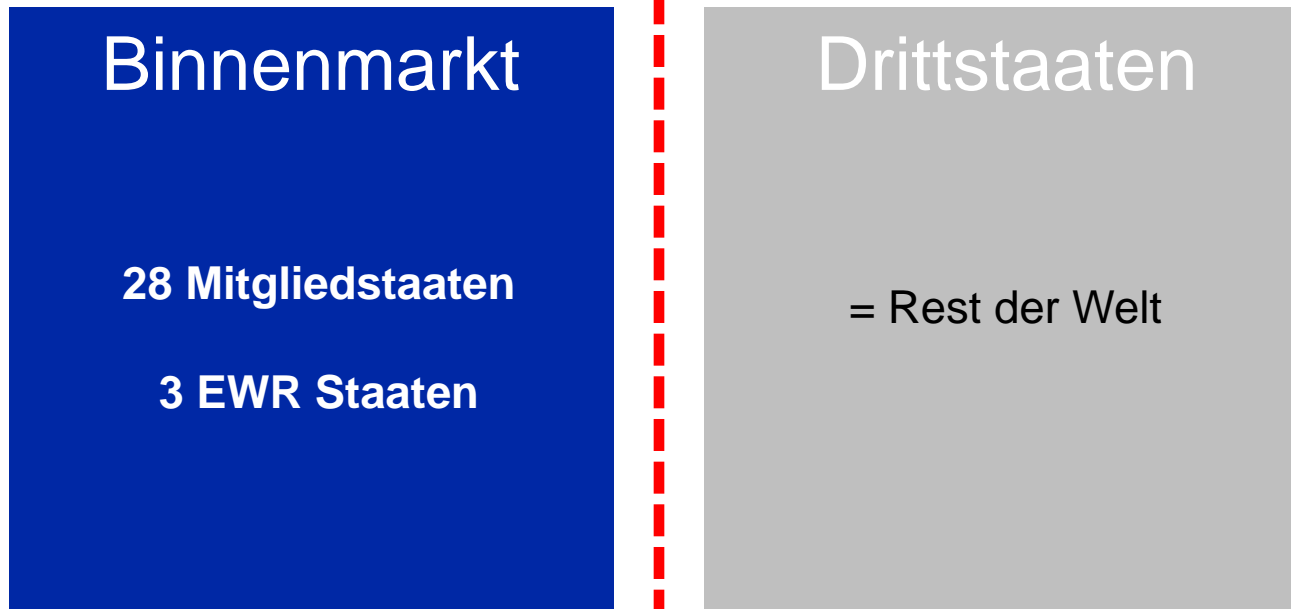 Binnenmarkt
28 Mitgliedstaaten
3 EWR Staaten
Drittstaaten
= Rest der Welt